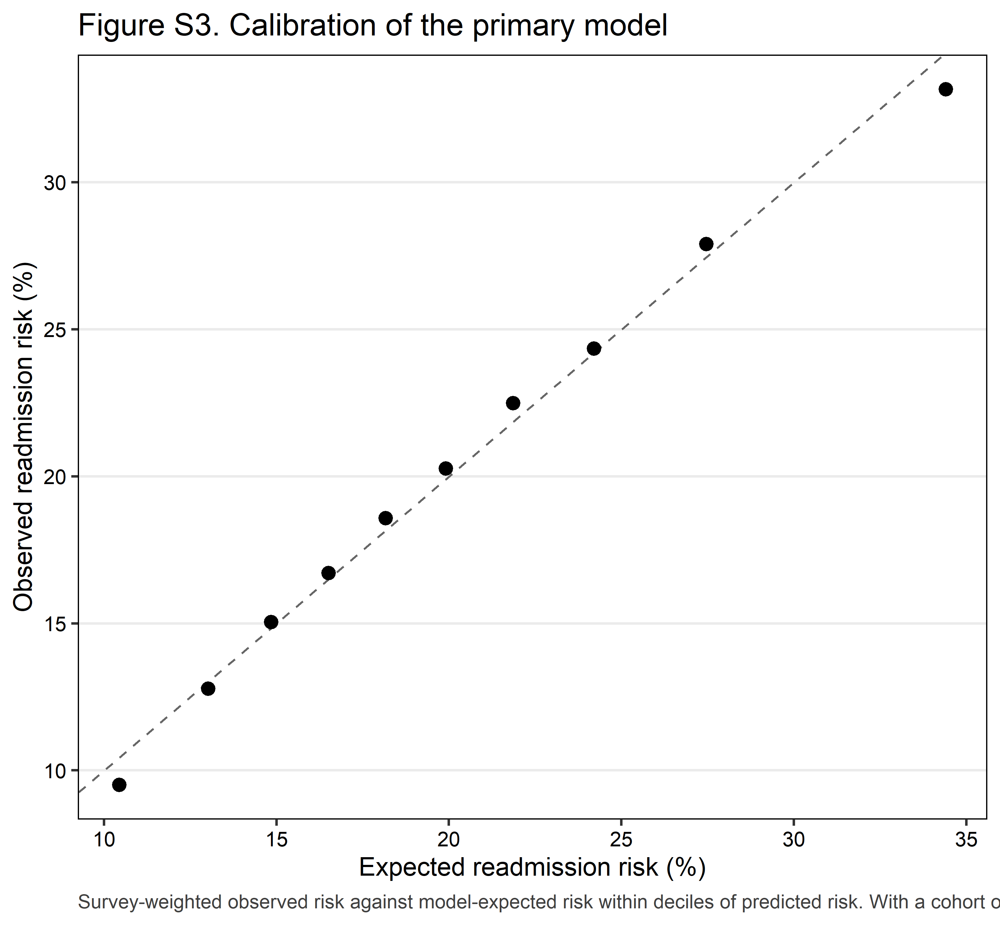 Figure S3. Calibration of the primary model
Observed readmission risk (%)
30
25
20
15
10
10 15 20 25 30 35
Expected readmission risk (%)
Survey-weighted observed risk against model-expected risk within deciles of predicted risk. With a cohort